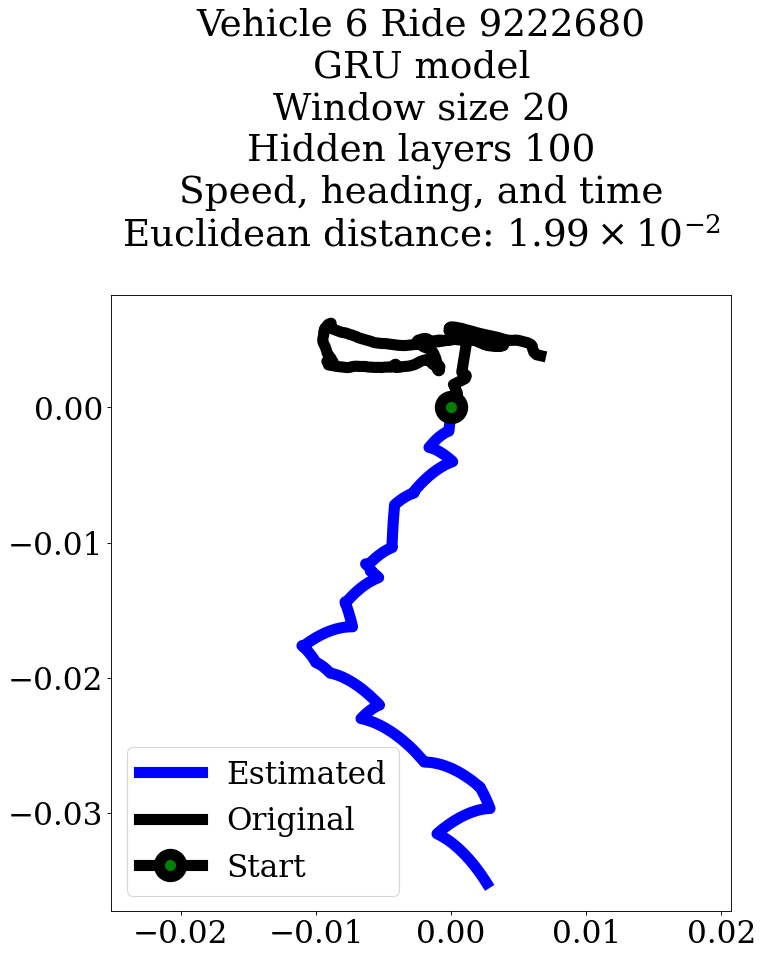 Vehicle 6 Ride 9222680
GRU model
Window size 20
Hidden layers 100
Speed, heading, and time
Euclidean distance: 1.99 × 10⁻²
0.00
−0.01
−0.02
−0.03
Estimated
Original
Start
−0.02 −0.01 0.00 0.01 0.02